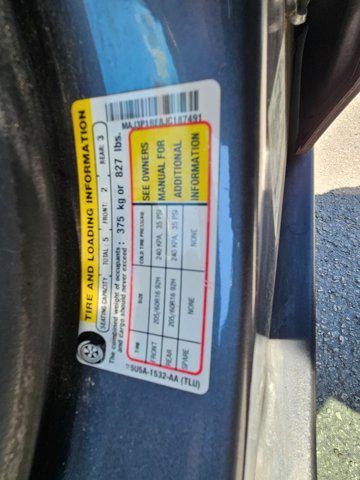 TIRE AND LOADING INFORMATION
SEATING CAPACITY TOTAL: 5 FRONT: 2 REAR: 3
The combined weight of occupants and cargo should never exceed: 375 kg or 827 lbs.
TIRE SIZE COLD TIRE PRESSURE
FRONT 205/60R16 92H 240 KPA, 35 PSI
REAR 205/60R16 92H 240 KPA, 35 PSI
SPARE NONE NONE
SEE OWNERS
MANUAL FOR
ADDITIONAL
INFORMATION
5U5A-1532-AA (TLU)